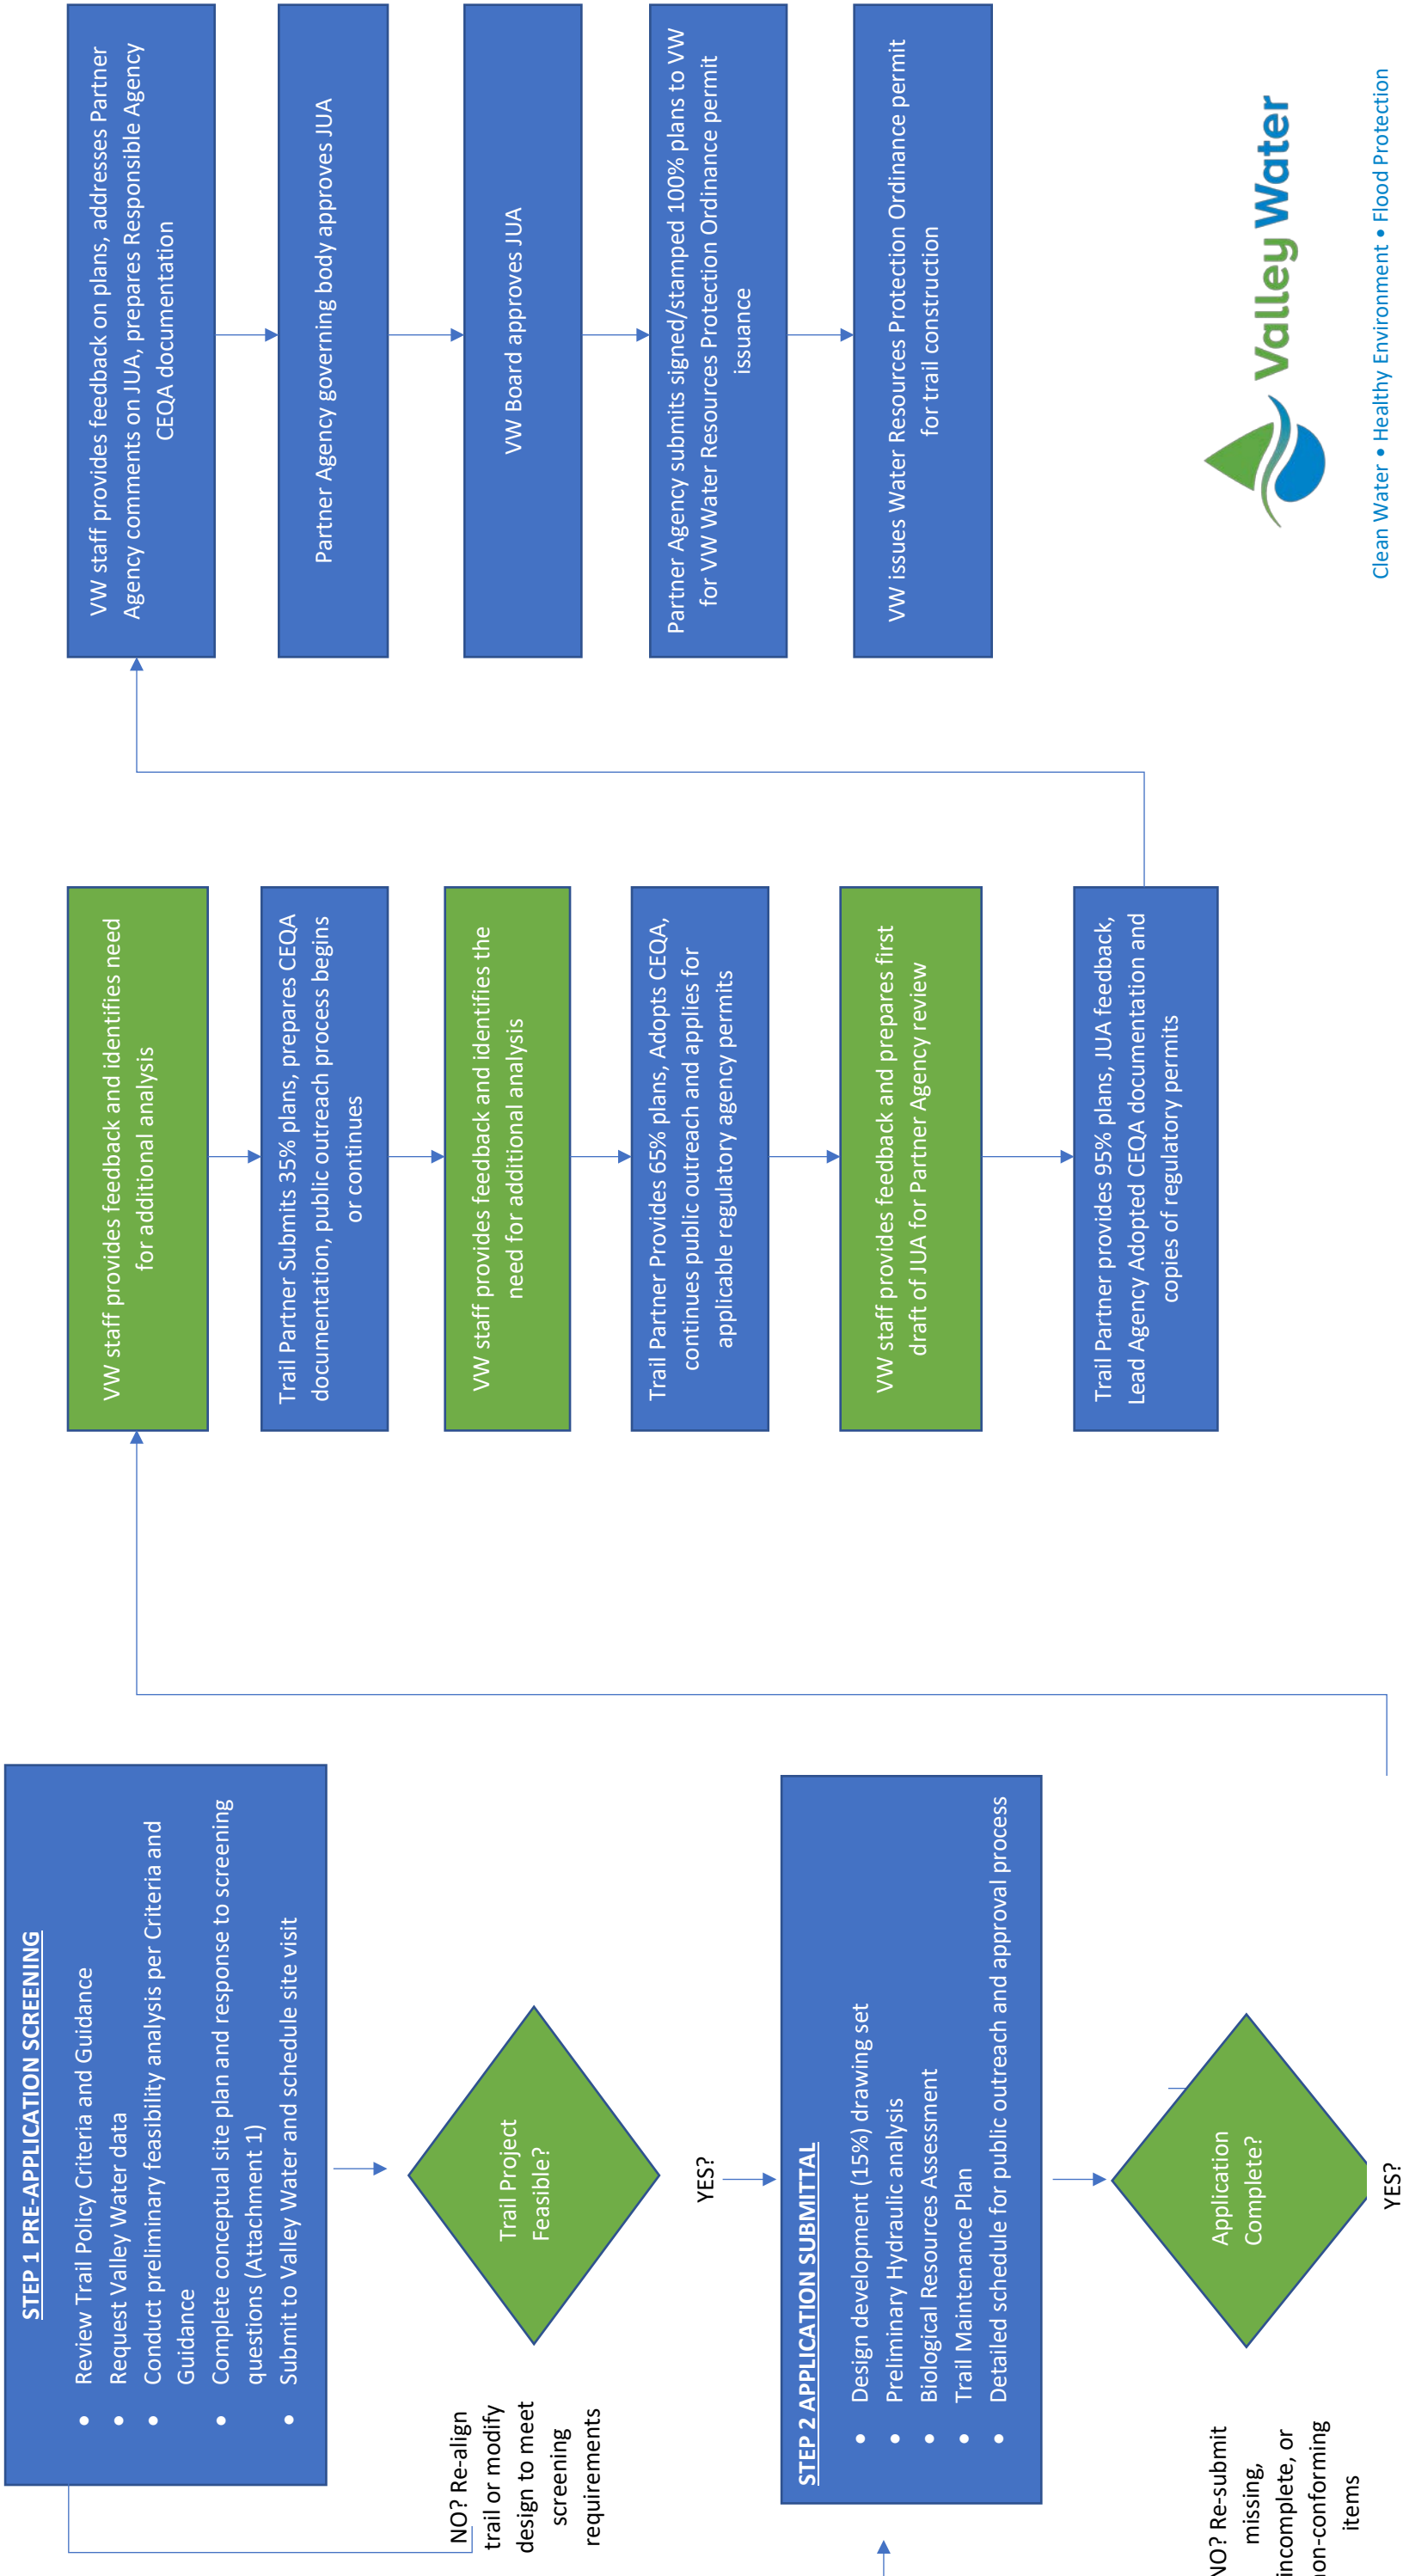 STEP 1 PRE-APPLICATION SCREENING
• Review Trail Policy Criteria and Guidance
• Request Valley Water data
• Conduct preliminary feasibility analysis per Criteria and
Guidance
• Complete conceptual site plan and response to screening
questions (Attachment 1)
• Submit to Valley Water and schedule site visit
Trail Project
Feasible?
NO? Re-align
trail or modify
design to meet
screening
requirements
YES?
STEP 2 APPLICATION SUBMITTAL
• Design development (15%) drawing set
• Preliminary Hydraulic analysis
• Biological Resources Assessment
• Trail Maintenance Plan
• Detailed schedule for public outreach and approval process
Application
Complete?
NO? Re-submit
missing,
incomplete, or
non-conforming
items
YES?
VW staff provides feedback and identifies need
for additional analysis
Trail Partner Submits 35% plans, prepares CEQA
documentation, public outreach process begins
or continues
VW staff provides feedback and identifies the
need for additional analysis
Trail Partner Provides 65% plans, Adopts CEQA,
continues public outreach and applies for
applicable regulatory agency permits
VW staff provides feedback and prepares first
draft of JUA for Partner Agency review
Trail Partner provides 95% plans, JUA feedback,
Lead Agency Adopted CEQA documentation and
copies of regulatory permits
VW staff provides feedback on plans, addresses Partner
Agency comments on JUA, prepares Responsible Agency
CEQA documentation
Partner Agency governing body approves JUA
VW Board approves JUA
Partner Agency submits signed/stamped 100% plans to VW
for VW Water Resources Protection Ordinance permit
issuance
VW issues Water Resources Protection Ordinance permit
for trail construction
Valley Water
Clean Water • Healthy Environment • Flood Protection